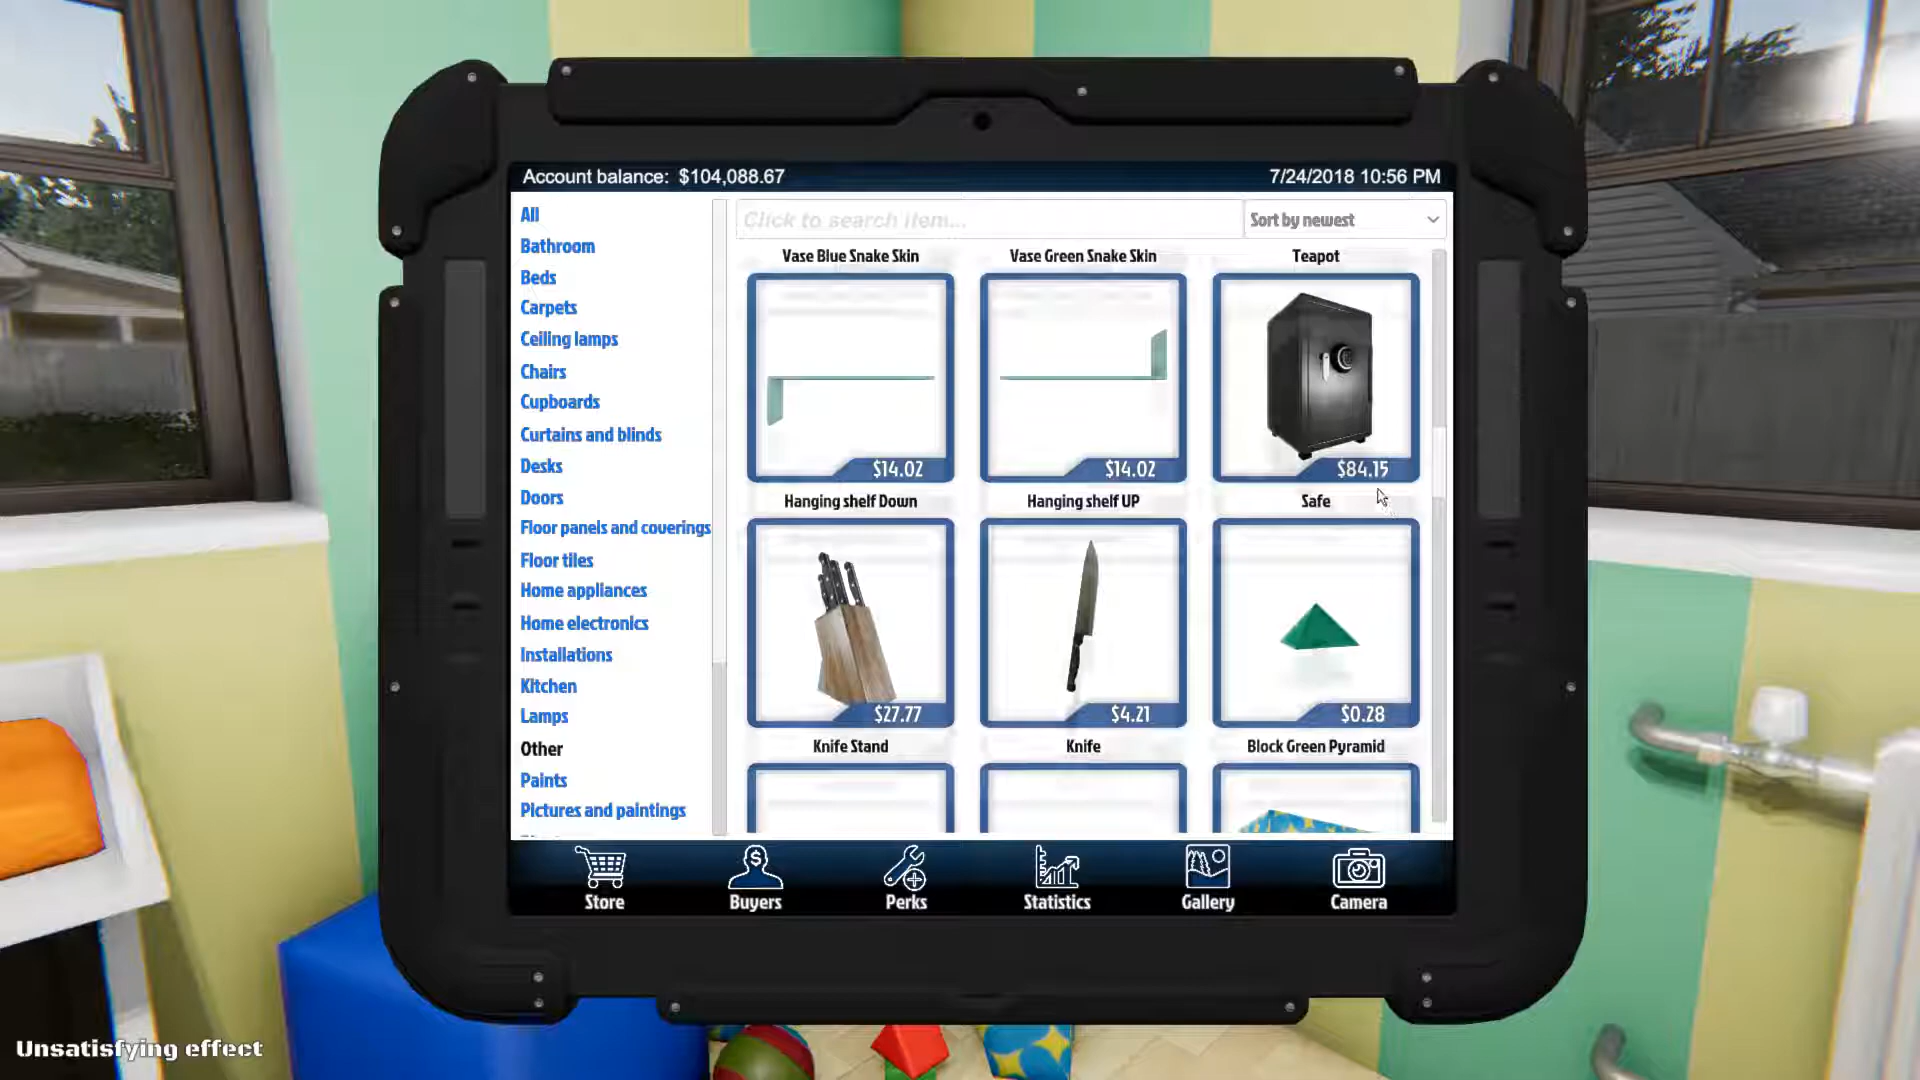 Account balance: $104,088.67
7/24/2018 10:56 PM
All
Bathroom
Beds
Carpets
Ceiling lamps
Chairs
Cupboards
Curtains and blinds
Desks
Doors
Floor panels and coverings
Floor tiles
Home appliances
Home electronics
Installations
Kitchen
Lamps
Other
Paints
Pictures and paintings
Click to search item...
Sort by newest
Vase Blue Snake Skin
Vase Green Snake Skin
Teapot
$14.02
$14.02
$84.15
Hanging shelf Down
Hanging shelf UP
Safe
$27.77
$4.21
$0.28
Knife Stand
Knife
Block Green Pyramid
Store
Buyers
Perks
Statistics
Gallery
Camera
Unsatisfying effect